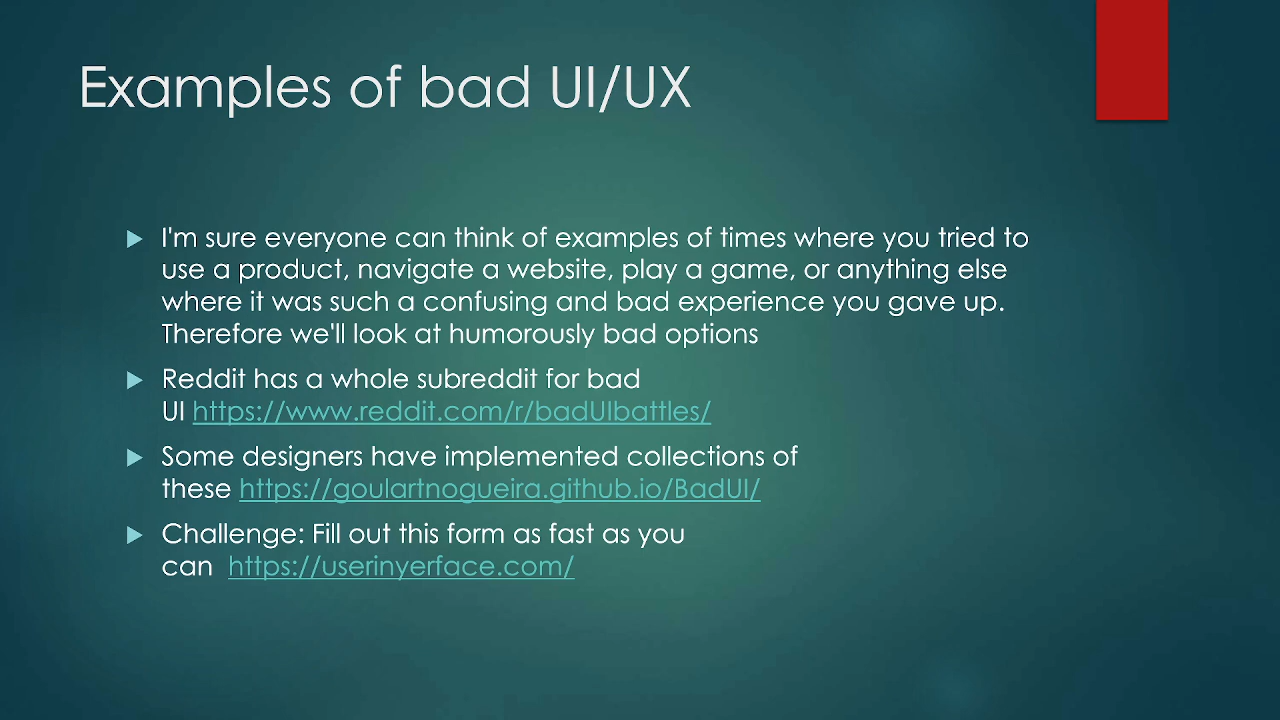 Examples of bad UI/UX
I'm sure everyone can think of examples of times where you tried to
use a product, navigate a website, play a game, or anything else
where it was such a confusing and bad experience you gave up.
Therefore we'll look at humorously bad options
Reddit has a whole subreddit for bad
UI https://www.reddit.com/r/badUIbattles/
Some designers have implemented collections of
these https://goulartnogueira.github.io/BadUI/
Challenge: Fill out this form as fast as you
can https://userinyerface.com/